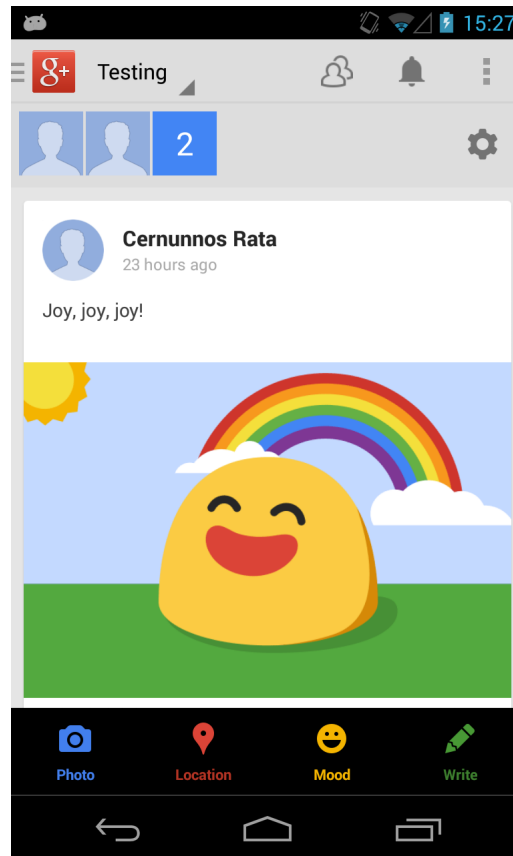 15:27
g+ Testing
2
Cernunnos Rata
23 hours ago
Joy, joy, joy!
Photo Location Mood Write